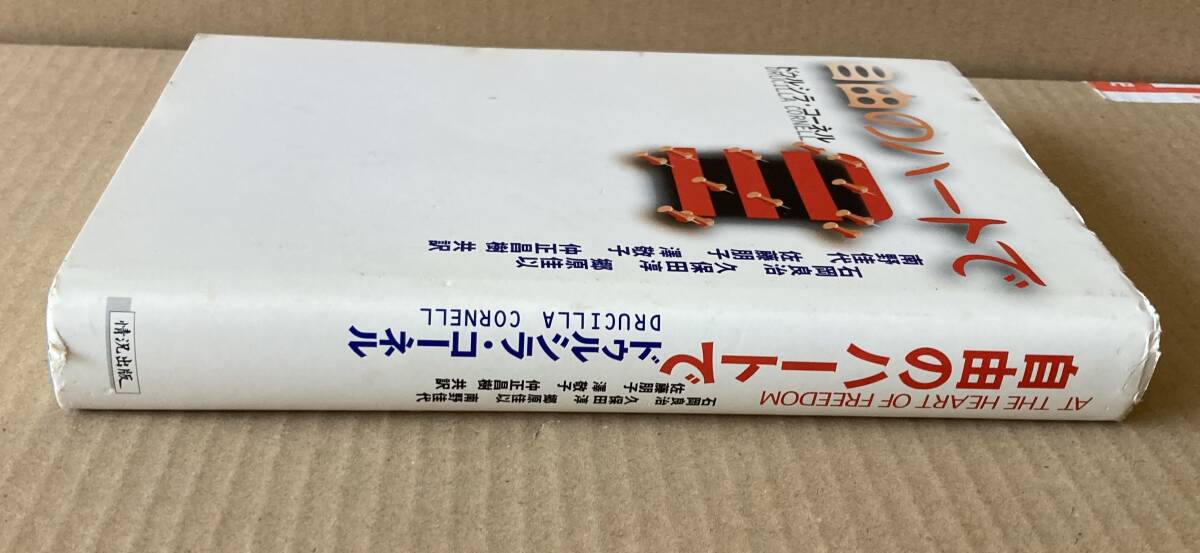 自由のハートで
ドゥルシラ・コーネル
DRUCILLA CORNELL
石岡良治　久保田淳　郷原佳以
南野佳代　佐藤朋子　澤敬子　仲正昌樹 共訳
AT THE HEART OF FREEDOM
自由のハートで
ドゥルシラ・コーネル
DRUCILLA CORNELL
石岡良治　久保田淳　郷原佳以　南野佳代
佐藤朋子　澤敬子　仲正昌樹 共訳
情況出版